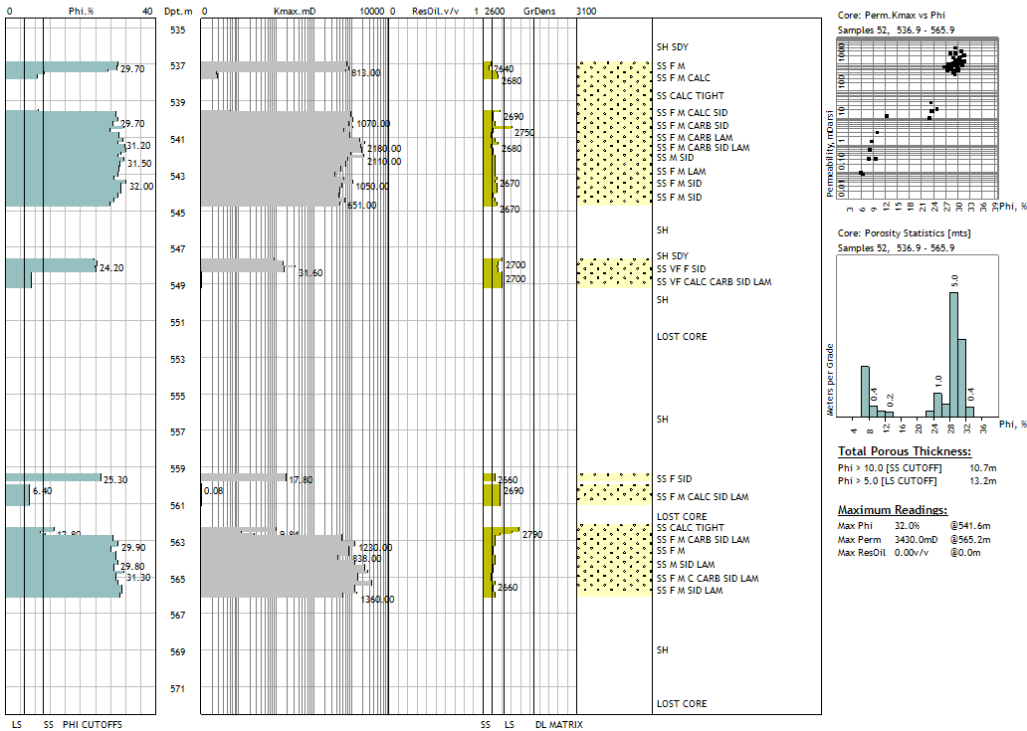 0 Phi.% 40 Dpt.m 0 Kmax.mD 10000 0 ResOil.v/v 1 2600 GrDens 3100
535
SH SDY
537
29.70 813.00 2640 SS F M
2680 SS F M CALC
SS CALC TIGHT
539
2690 SS F M CALC SID
29.70 1070.00 SS F M CARB SID
2750
541 SS F M CARB LAM
31.20 2180.00 2680 SS F M CARB SID LAM
31.50 2110.00 SS M SID
SS F M LAM
543
32.00 1050.00 2670 SS F M SID
651.00 SS F M SID
545 2670
SH
547
SH SDY
24.20 31.60 2700 SS VF F SID
2700 SS VF CALC CARB SID LAM
549
SH
551
LOST CORE
553
555
SH
557
559
25.30 17.80 2660 SS F SID
6.40 0.08 2690 SS F M CALC SID LAM
561
LOST CORE
12.80 9.84 2790 SS CALC TIGHT
563 SS F M CARB SID LAM
29.90 1230.00 SS F M
838.00
29.80 SS M SID LAM
565 31.30 SS F M C CARB SID LAM
2660 SS F M SID LAM
1360.00
567
569
SH
571
LOST CORE
LS SS PHI CUTOFFS SS LS DL MATRIX
Core: Perm.Kmax vs Phi
Samples 52, 536.9 - 565.9
Permeability, mDarsi
1000
100
10
1
0.10
0.01
3 6 9 12 15 18 21 24 27 30 33 36 39 Phi, %
Core: Porosity Statistics [mts]
Samples 52, 536.9 - 565.9
Meters per Grade
0.4 0.2 1.0 5.0 0.4
4 8 12 16 20 24 28 32 36 Phi, %
Total Porous Thickness:
Phi > 10.0 [SS CUTOFF] 10.7m
Phi > 5.0 [LS CUTOFF] 13.2m
Maximum Readings:
Max Phi 32.0% @541.6m
Max Perm 3430.0mD @565.2m
Max ResOil 0.00v/v @0.0m